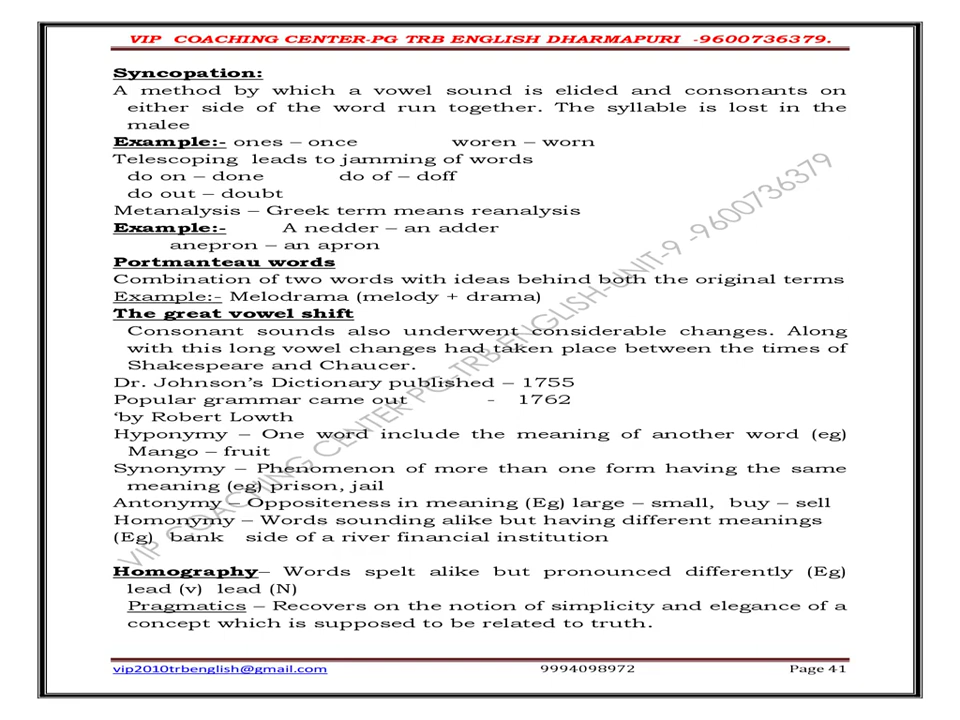 VIP COACHING CENTER-PG TRB ENGLISH DHARMAPURI -9600736379.
Syncopation:
A method by which a vowel sound is elided and consonants on
either side of the word run together. The syllable is lost in the
malee
Example:- ones – once woren – worn
Telescoping leads to jamming of words
do on – done do of – doff
do out – doubt
Metanalysis – Greek term means reanalysis
Example:- A nedder – an adder
anepron – an apron
Portmanteau words
Combination of two words with ideas behind both the original terms
Example:- Melodrama (melody + drama)
The great vowel shift
Consonant sounds also underwent considerable changes. Along
with this long vowel changes had taken place between the times of
Shakespeare and Chaucer.
Dr. Johnson's Dictionary published – 1755
Popular grammar came out - 1762
'by Robert Lowth
Hyponymy – One word include the meaning of another word (eg)
Mango – fruit
Synonymy – Phenomenon of more than one form having the same
meaning (eg) prison, jail
Antonymy – Oppositeness in meaning (Eg) large – small, buy – sell
Homonymy – Words sounding alike but having different meanings
(Eg) bank side of a river financial institution
Homography– Words spelt alike but pronounced differently (Eg)
lead (v) lead (N)
Pragmatics – Recovers on the notion of simplicity and elegance of a
concept which is supposed to be related to truth.
VIP COACHING CENTER PG-TRB-ENGLISH-UNIT-9 -9600736379
vip2010trbenglish@gmail.com 9994098972 Page 41